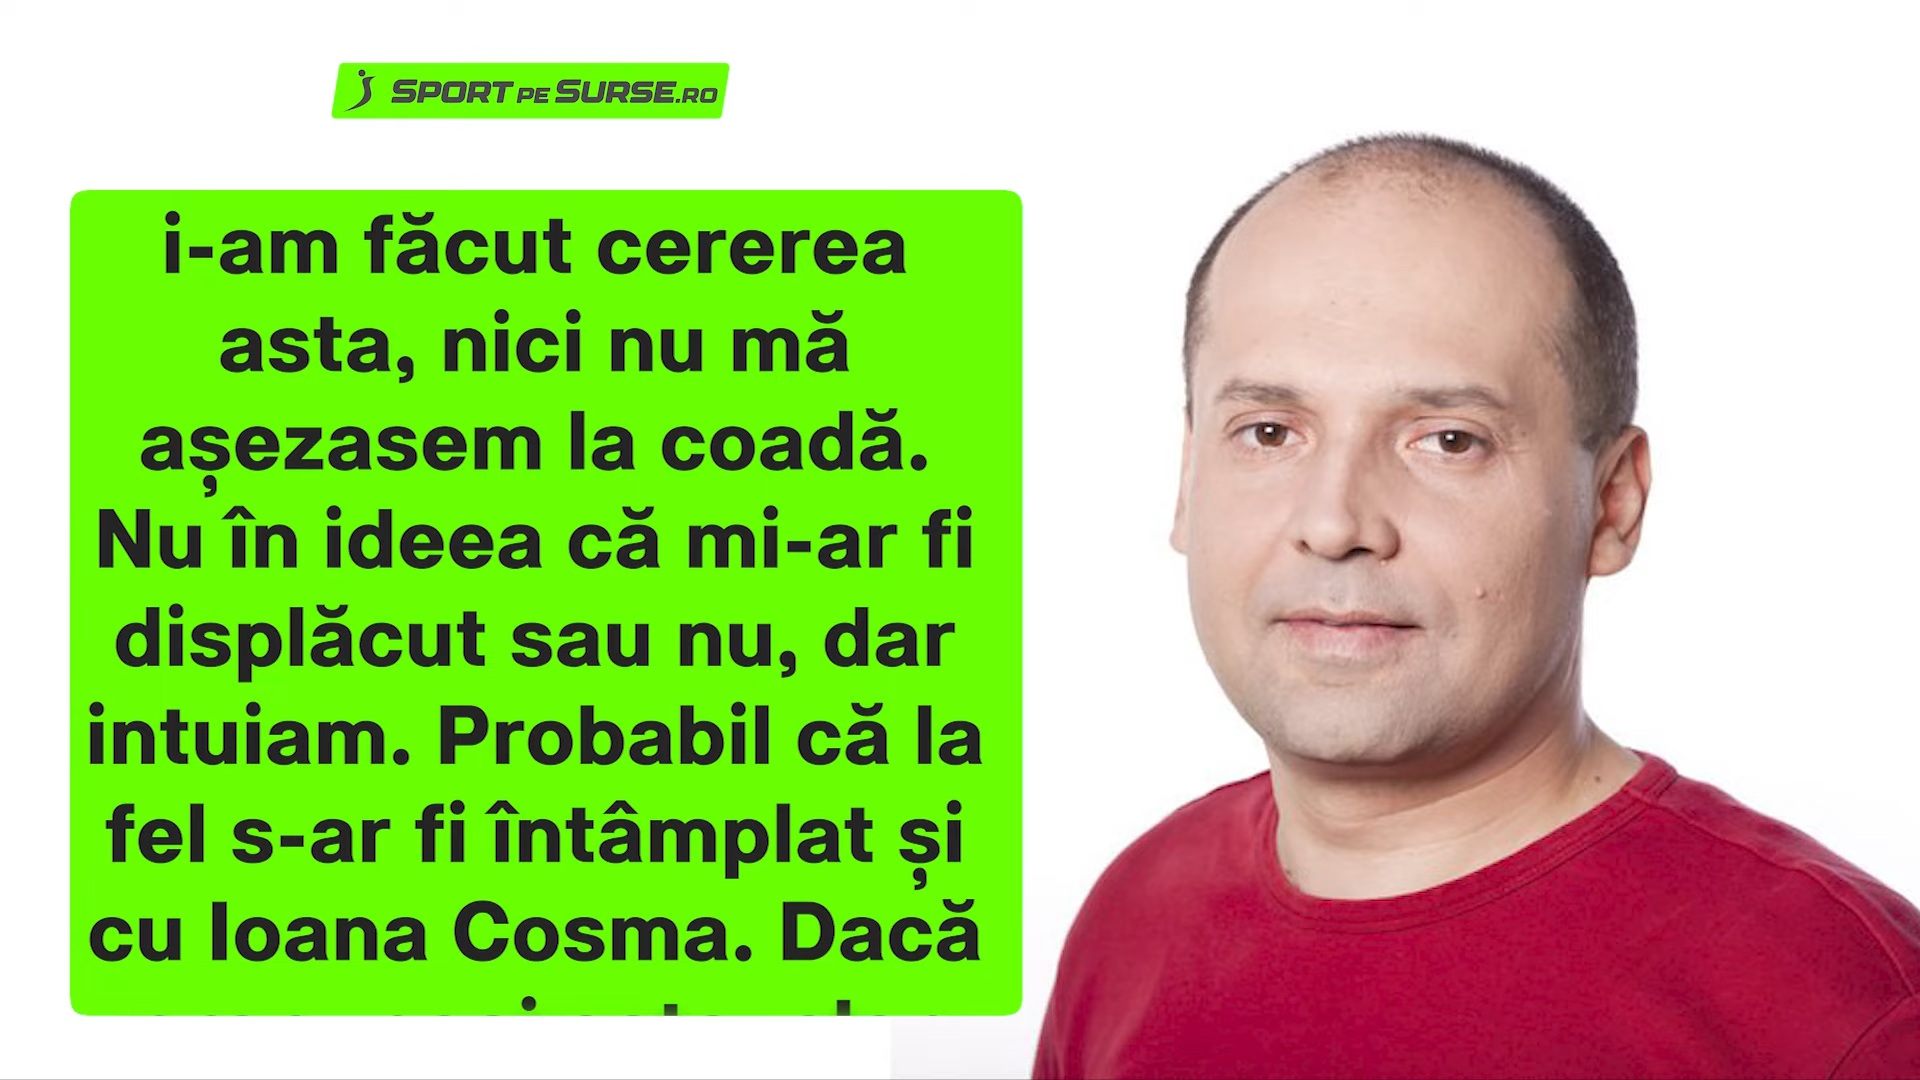 SPORT PE SURSE.RO
i-am făcut cererea
asta, nici nu mă
așezasem la coadă.
Nu în ideea că mi-ar fi
displăcut sau nu, dar
intuiam. Probabil că la
fel s-ar fi întâmplat și
cu Ioana Cosma. Dacă